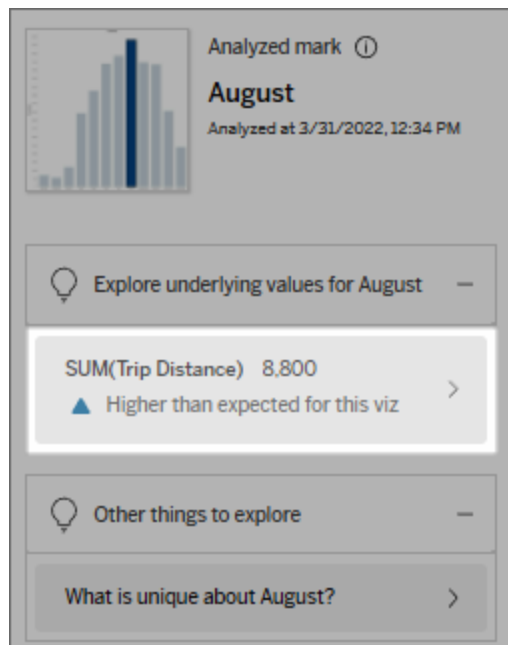 Analyzed mark
August
Analyzed at 3/31/2022, 12:34 PM
Explore underlying values for August
SUM(Trip Distance) 8,800
Higher than expected for this viz
Other things to explore
What is unique about August?